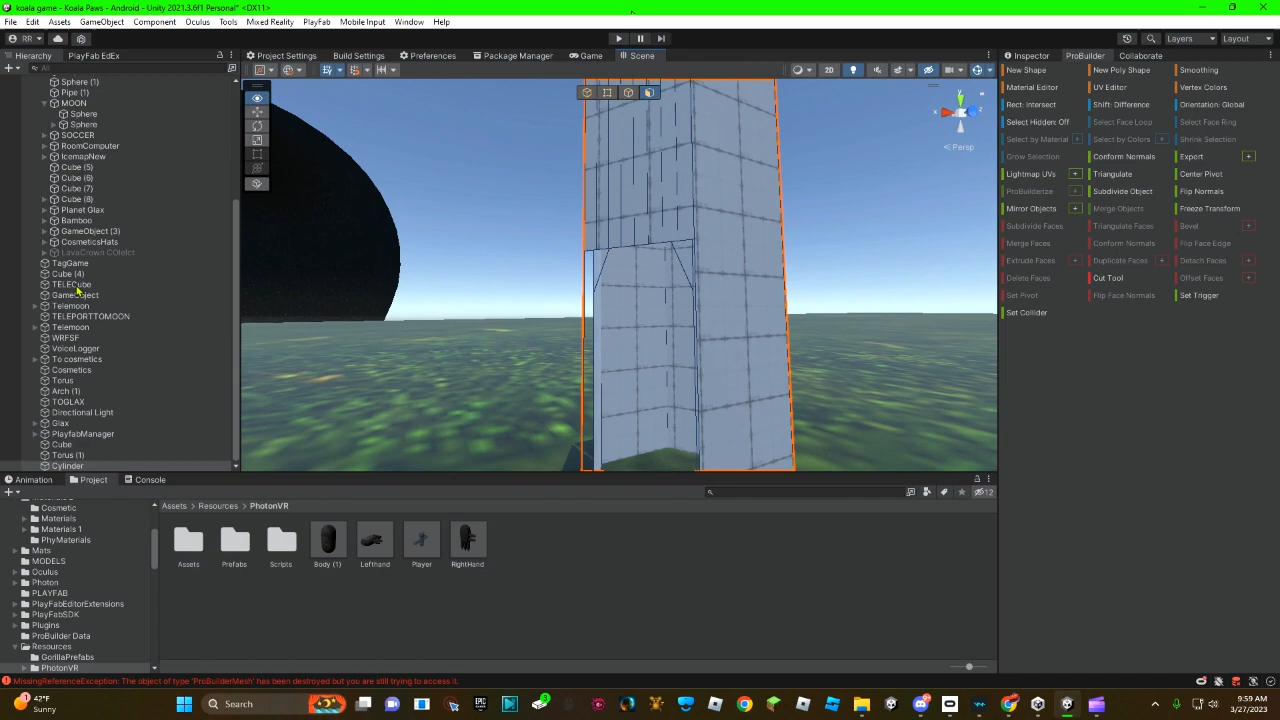 koala game - Koala Paws - Android - Unity 2021.3.6f1 Personal* <DX11>
File Edit Assets GameObject Component Oculus Tools Mixed Reality PlayFab Mobile Input Window Help
RR Layers Layout
Hierarchy PlayFab EdEx Project Settings Build Settings Preferences Package Manager Game Scene Inspector ProBuilder Collaborate
All
2D
Persp
x y z
Sphere (1)
Pipe (1)
MOON
Sphere
Sphere
SOCCER
RoomComputer
IcemapNew
Cube (5)
Cube (6)
Cube (7)
Cube (8)
Planet Glax
Bamboo
GameObject (3)
CosmeticsHats
LavaCrown COlelct
TagGame
Cube (4)
TELECube
GameObject
Telemoon
TELEPORTTOMOON
Telemoon
WRFSF
VoiceLogger
To cosmetics
Cosmetics
Torus
Arch (1)
TOGLAX
Directional Light
Glax
PlayfabManager
Cube
Torus (1)
Cylinder
New Shape New Poly Shape Smoothing
Material Editor UV Editor Vertex Colors
Rect: Intersect Shift: Difference Orientation: Global
Select Hidden: Off Select Face Loop Select Face Ring
Select by Material + Select by Colors + Shrink Selection
Grow Selection Conform Normals Export +
Lightmap UVs + Triangulate Center Pivot
ProBuilderize Subdivide Object Flip Normals
Mirror Objects + Merge Objects Freeze Transform
Subdivide Faces Triangulate Faces Bevel +
Merge Faces Conform Normals Flip Face Edge
Extrude Faces + Duplicate Faces + Detach Faces +
Delete Faces Cut Tool Offset Faces +
Set Pivot Flip Face Normals Set Trigger
Set Collider
Animation Project Console
12
Cosmetic
Materials
Materials 1
PhyMaterials
Mats
MODELS
Oculus
Photon
PLAYFAB
PlayFabEditorExtensions
PlayFabSDK
Plugins
ProBuilder Data
Resources
GorillaPrefabs
PhotonVR
Assets > Resources > PhotonVR
Assets Prefabs Scripts Body (1) Lefthand Player RightHand
MissingReferenceException: The object of type 'ProBuilderMesh' has been destroyed but you are still trying to access it.
42°F
Sunny
Search
9:59 AM
3/27/2023